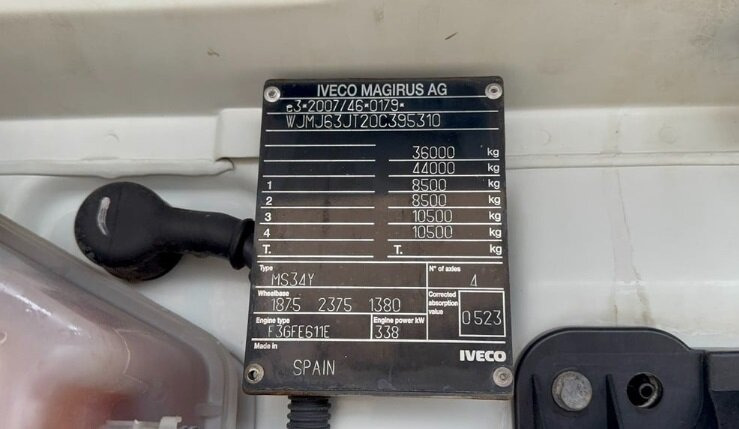 IVECO MAGIRUS AG
e3*2007/46*0179*
WJMJ63JT20C395310
36000 kg
44000 kg
1 8500 kg
2 8500 kg
3 10500 kg
4 10500 kg
T. T. kg
Type MS34Y N° of axles 4
Wheelbase 1875 2375 1380
Corrected absorption value 0.523
Engine type F3GFE611E Engine power kW 338
Made in SPAIN
IVECO